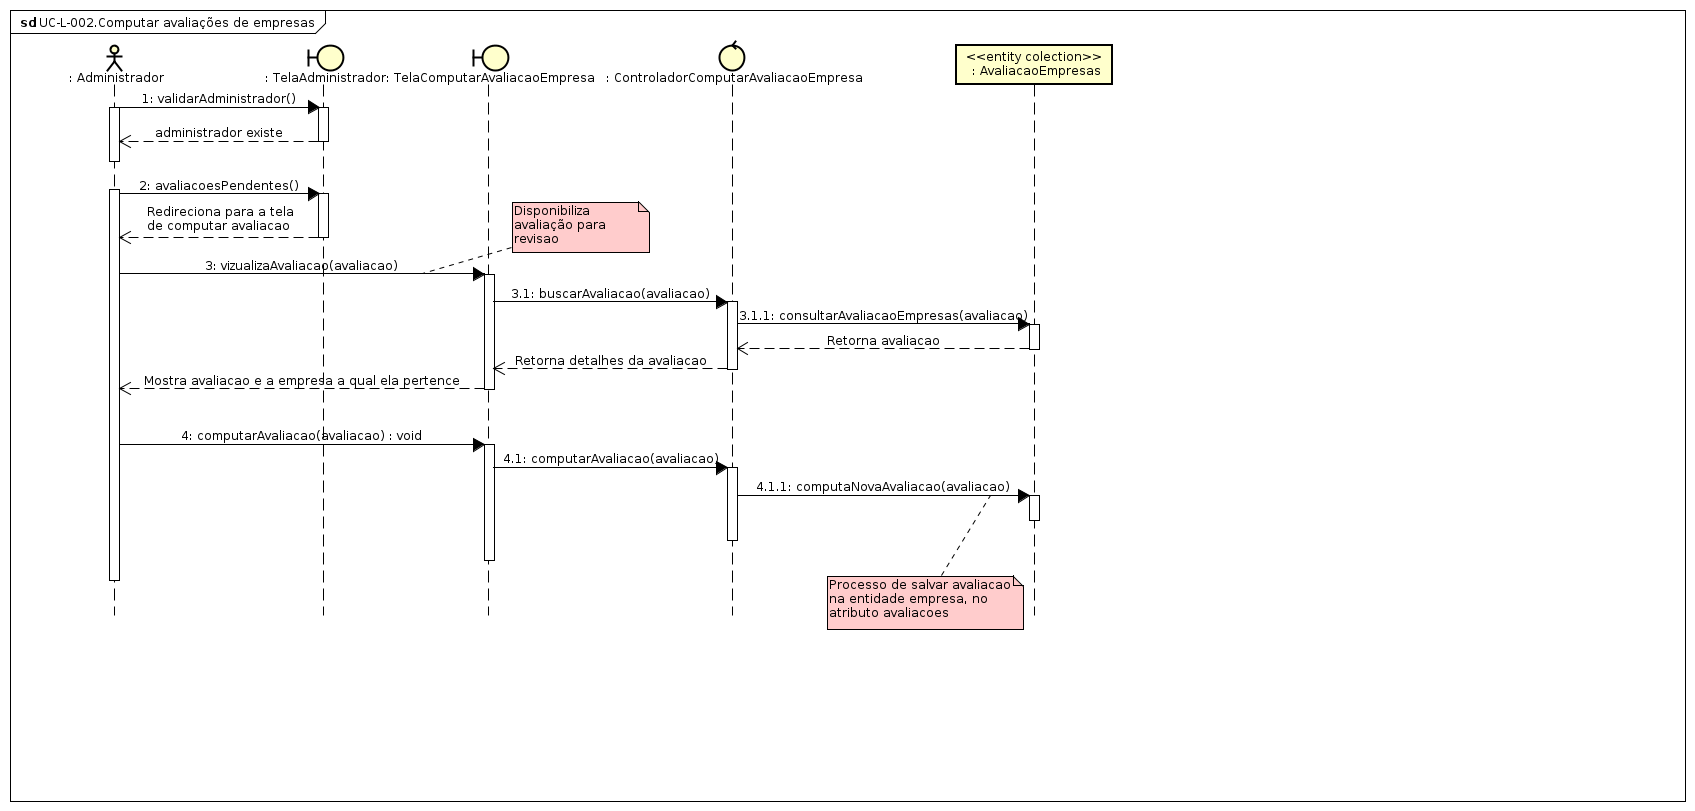 sd UC-L-002.Computar avaliações de empresas
: Administrador
: TelaAdministrador
: TelaComputarAvaliacaoEmpresa
: ControladorComputarAvaliacaoEmpresa
<<entity colection>>
: AvaliacaoEmpresas
1: validarAdministrador()
administrador existe
2: avaliacoesPendentes()
Redireciona para a tela
de computar avaliacao
Disponibiliza
avaliação para
revisao
3: vizualizaAvaliacao(avaliacao)
3.1: buscarAvaliacao(avaliacao)
3.1.1: consultarAvaliacaoEmpresas(avaliacao)
Retorna avaliacao
Retorna detalhes da avaliacao
Mostra avaliacao e a empresa a qual ela pertence
4: computarAvaliacao(avaliacao) : void
4.1: computarAvaliacao(avaliacao)
4.1.1: computaNovaAvaliacao(avaliacao)
Processo de salvar avaliacao
na entidade empresa, no
atributo avaliacoes